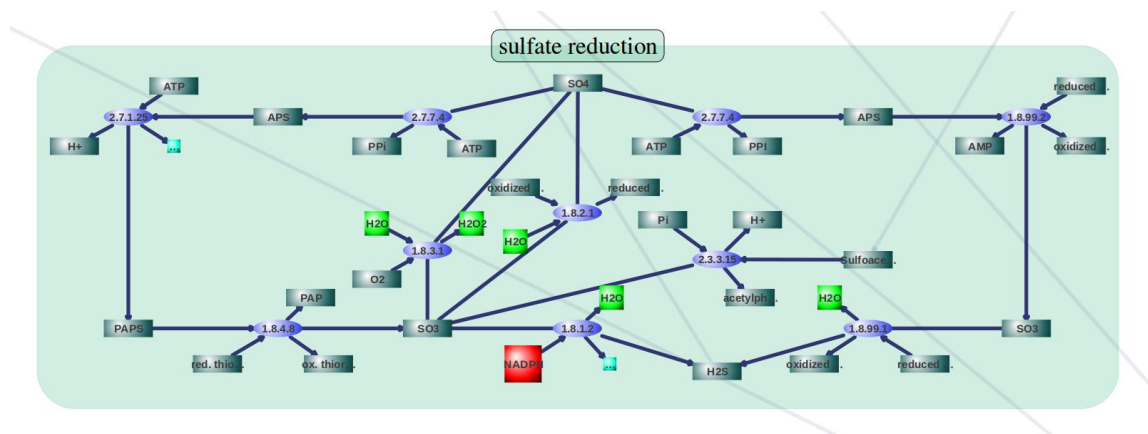 sulfate reduction
ATP
SO4
reduced ..
2.7.1.25
APS
2.7.7.4
2.7.7.4
APS
1.8.99.2
H+
...
PPi
ATP
ATP
PPI
AMP
oxidized ..
oxidized ..
reduced ..
1.8.2.1
H2O
H2O2
H2O
Pi
H+
1.8.3.1
2.3.3.15
Sulfoace..
O2
PAP
H2O
acetylph...
H2O
PAPS
1.8.4.8
SO3
1.8.1.2
1.8.99.1
SO3
red. thio...
ox. thior...
NADPH
...
H2S
oxidized ..
reduced ..